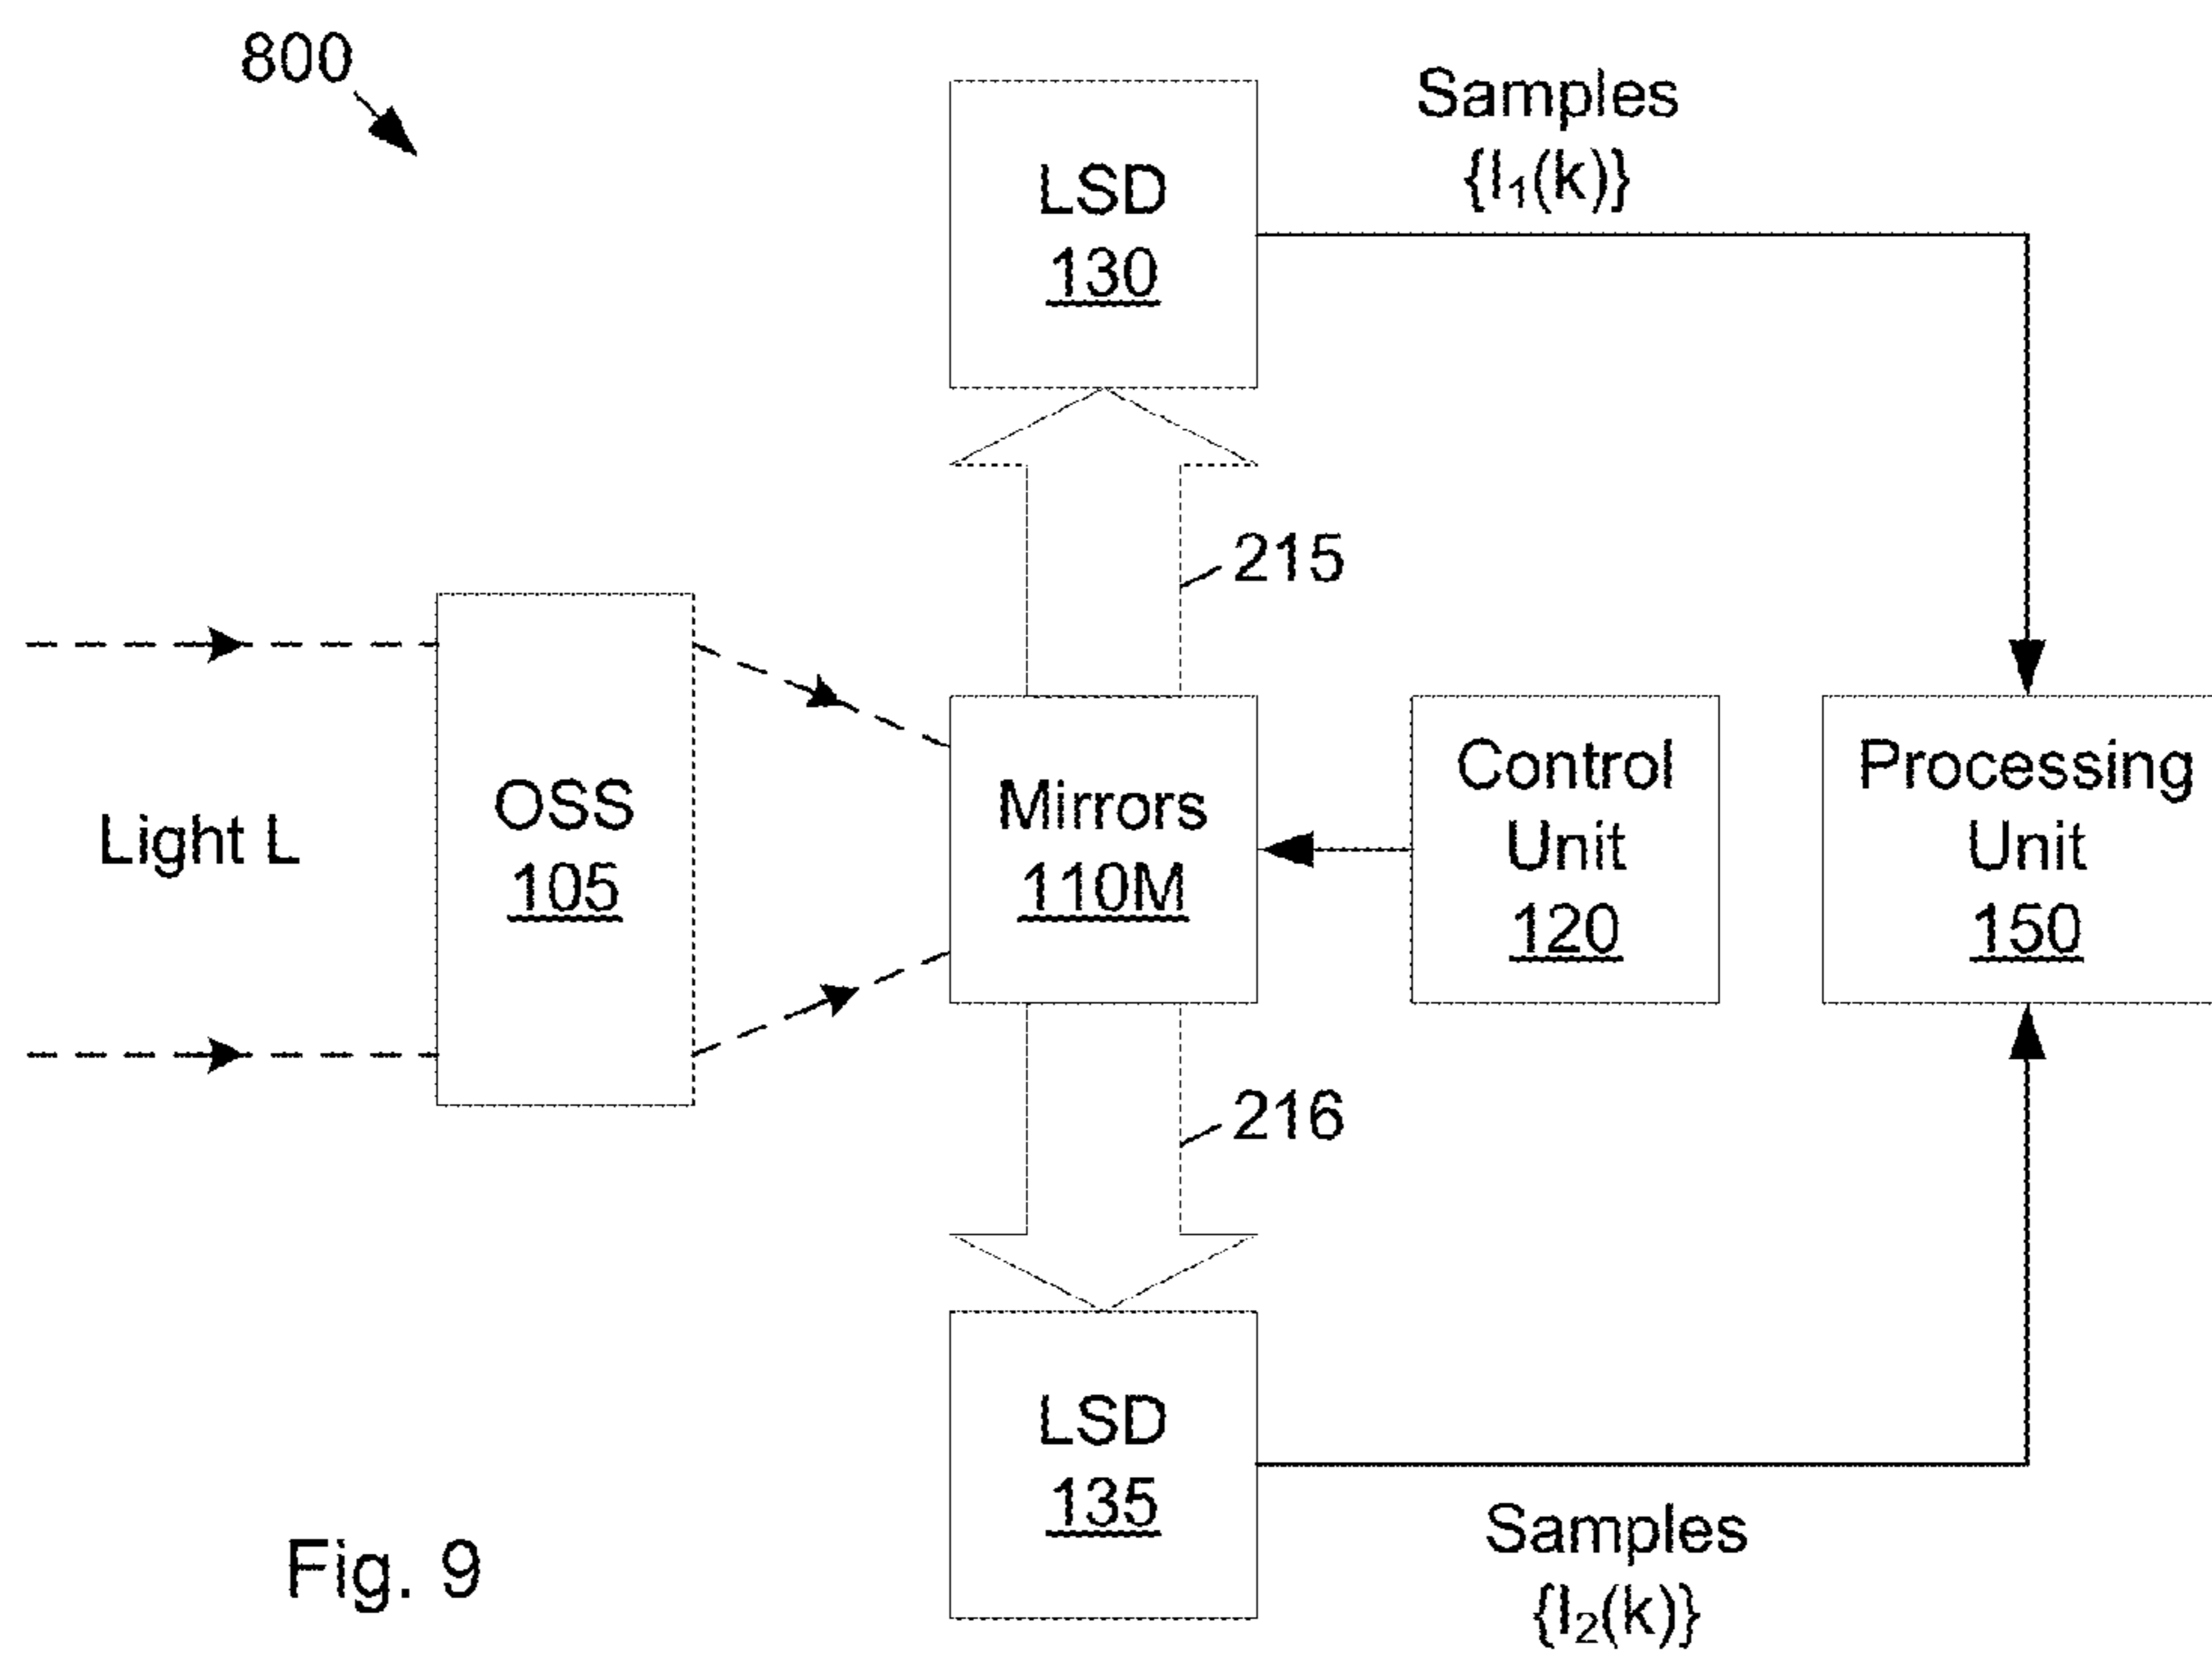 800
LSD
130
Samples
{I₁(k)}
215
Light L
OSS
105
Mirrors
110M
Control
Unit
120
Processing
Unit
150
216
LSD
135
Samples
{I₂(k)}
Fig. 9